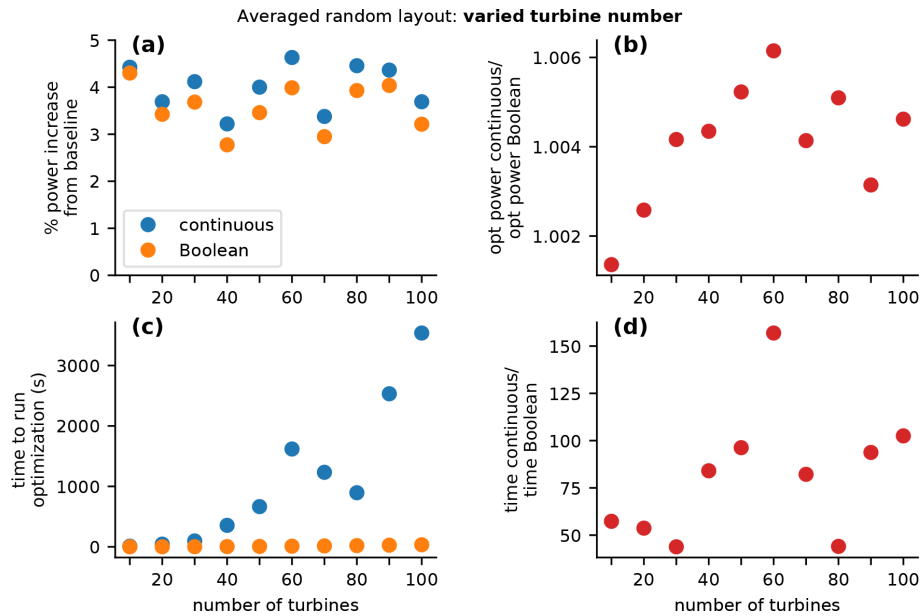 Averaged random layout: varied turbine number
(a)
% power increase
from baseline
5
4
3
2
1
0
continuous
Boolean
20
40
60
80
100
(b)
opt power continuous/
opt power Boolean
1.006
1.004
1.002
20
40
60
80
100
(c)
time to run
optimization (s)
3000
2000
1000
0
20
40
60
80
100
number of turbines
(d)
time continuous/
time Boolean
150
125
100
75
50
20
40
60
80
100
number of turbines